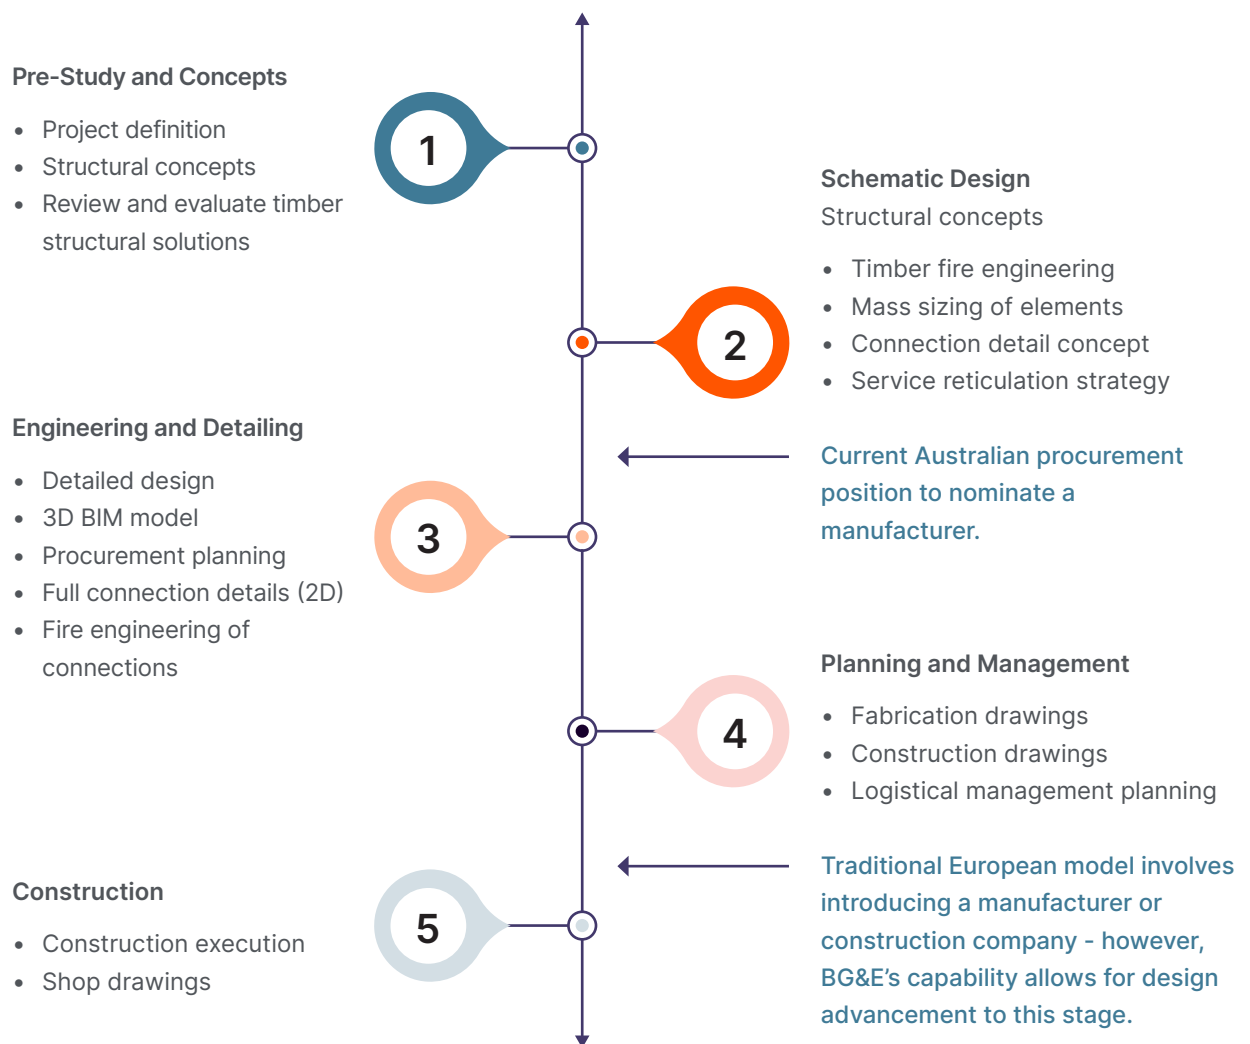 Pre-Study and Concepts
• Project definition
• Structural concepts
• Review and evaluate timber
structural solutions
1
Schematic Design
Structural concepts
• Timber fire engineering
• Mass sizing of elements
• Connection detail concept
• Service reticulation strategy
2
Current Australian procurement
position to nominate a
manufacturer.
Engineering and Detailing
• Detailed design
• 3D BIM model
• Procurement planning
• Full connection details (2D)
• Fire engineering of
connections
3
Planning and Management
• Fabrication drawings
• Construction drawings
• Logistical management planning
4
Traditional European model involves
introducing a manufacturer or
construction company - however,
BG&E’s capability allows for design
advancement to this stage.
Construction
• Construction execution
• Shop drawings
5